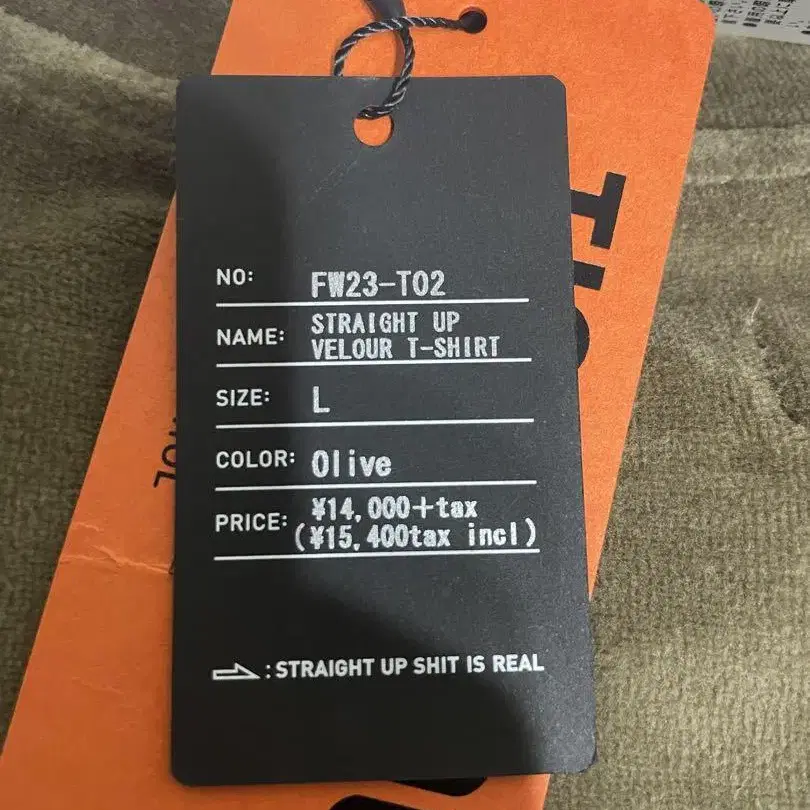 NO: FW23-T02
NAME: STRAIGHT UP
VELOUR T-SHIRT
SIZE: L
COLOR: Olive
PRICE: ¥14,000+tax
(¥15,400tax incl)
:STRAIGHT UP SHIT IS REAL